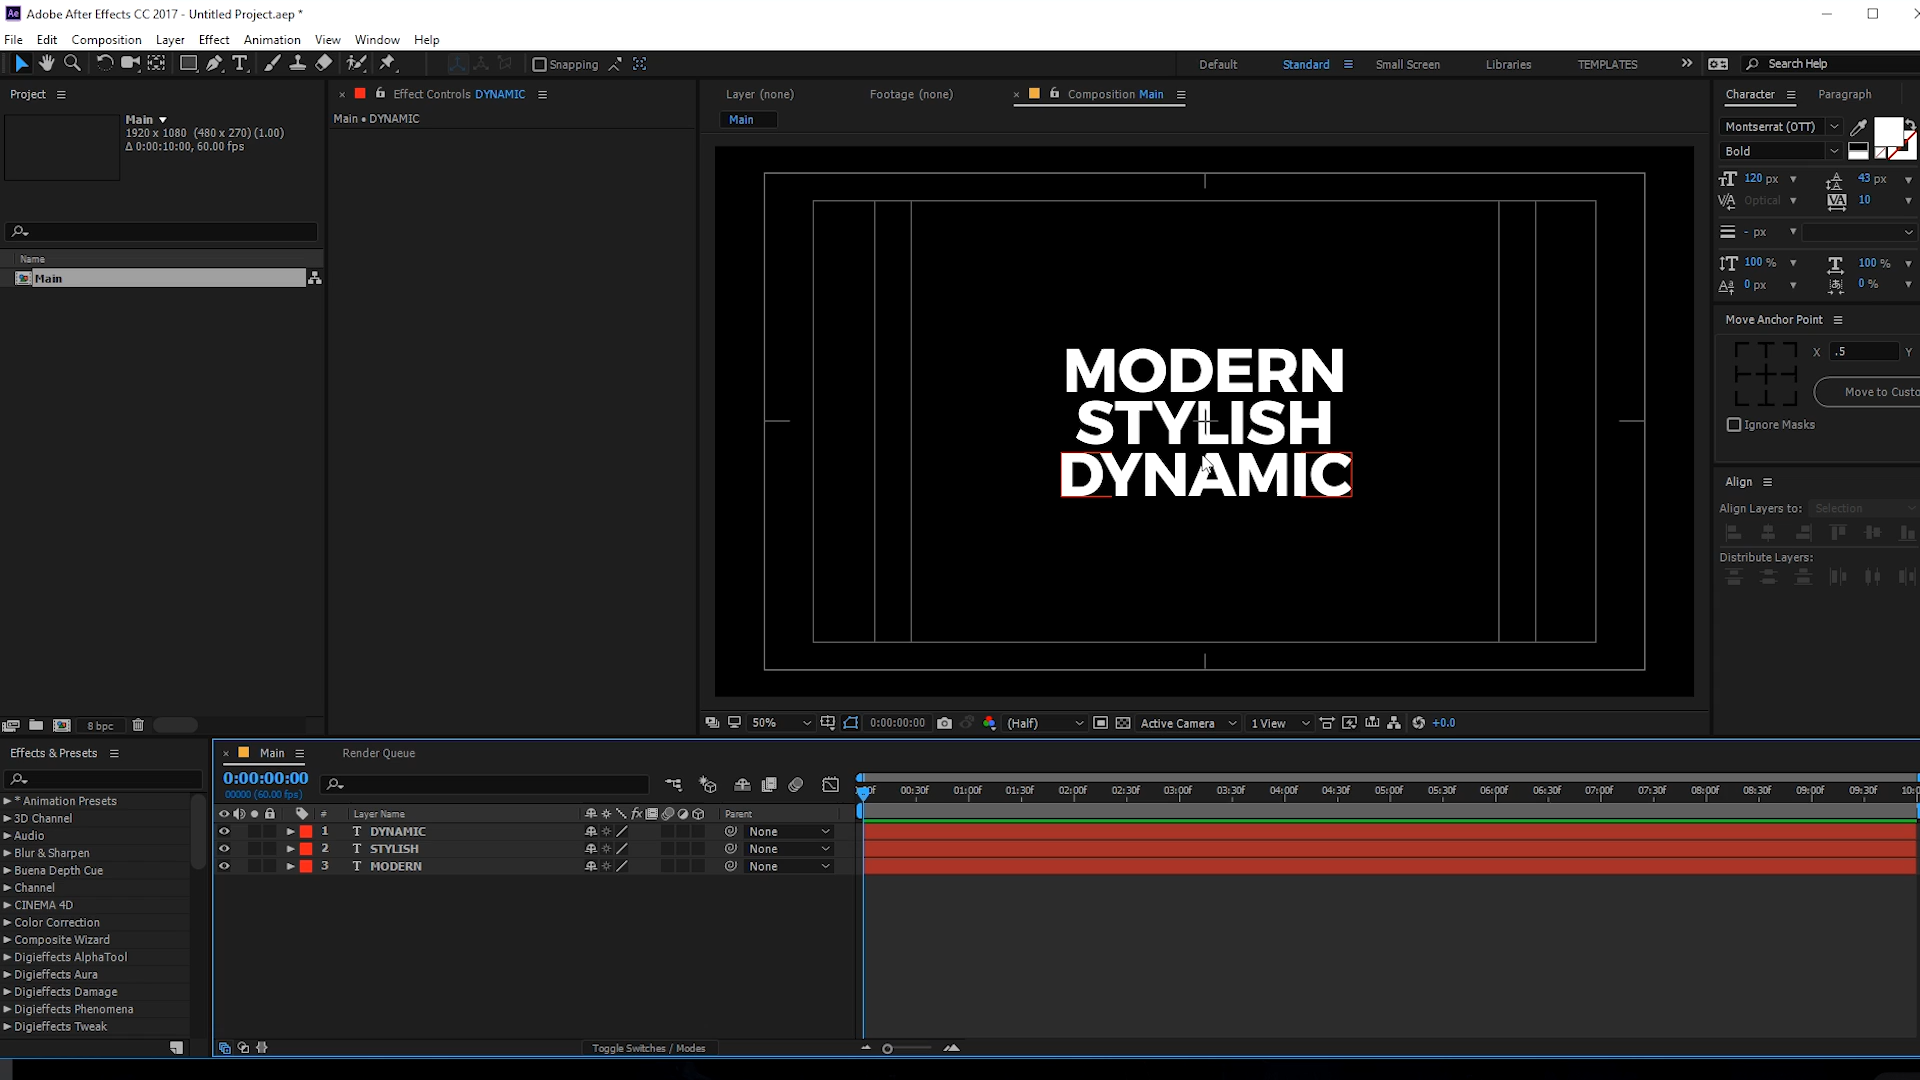 Adobe After Effects CC 2017 - Untitled Project.aep *
File Edit Composition Layer Effect Animation View Window Help
Snapping Default Standard Small Screen Libraries TEMPLATES Search Help
Project
Main
1920 x 1080 (480 x 270) (1.00)
Δ 0:00:10:00, 60.00 fps
Name
Main
8 bpc
Effect Controls DYNAMIC
Main • DYNAMIC
Layer (none) Footage (none) Composition Main
Main
MODERN
STYLISH
DYNAMIC
50% 0:00:00:00 (Half) Active Camera 1 View +0.0
Character Paragraph
Montserrat (OTT)
Bold
120 px 43 px
Optical 10
- px
100 % 100 %
0 px 0 %
Move Anchor Point
X .5 Y
Move to Custo
Ignore Masks
Align
Align Layers to: Selection
Distribute Layers:
Effects & Presets
* Animation Presets
3D Channel
Audio
Blur & Sharpen
Buena Depth Cue
Channel
CINEMA 4D
Color Correction
Composite Wizard
Digieffects AlphaTool
Digieffects Aura
Digieffects Damage
Digieffects Phenomena
Digieffects Tweak
Main Render Queue
0:00:00:00
00000 (60.00 fps)
00:30F 01:00F 01:30F 02:00F 02:30F 03:00F 03:30F 04:00F 04:30F 05:00F 05:30F 06:00F 06:30F 07:00F 07:30F 08:00F 08:30F 09:00F 09:30F 10:0
# Layer Name Parent
1 T DYNAMIC None
2 T STYLISH None
3 T MODERN None
Toggle Switches / Modes